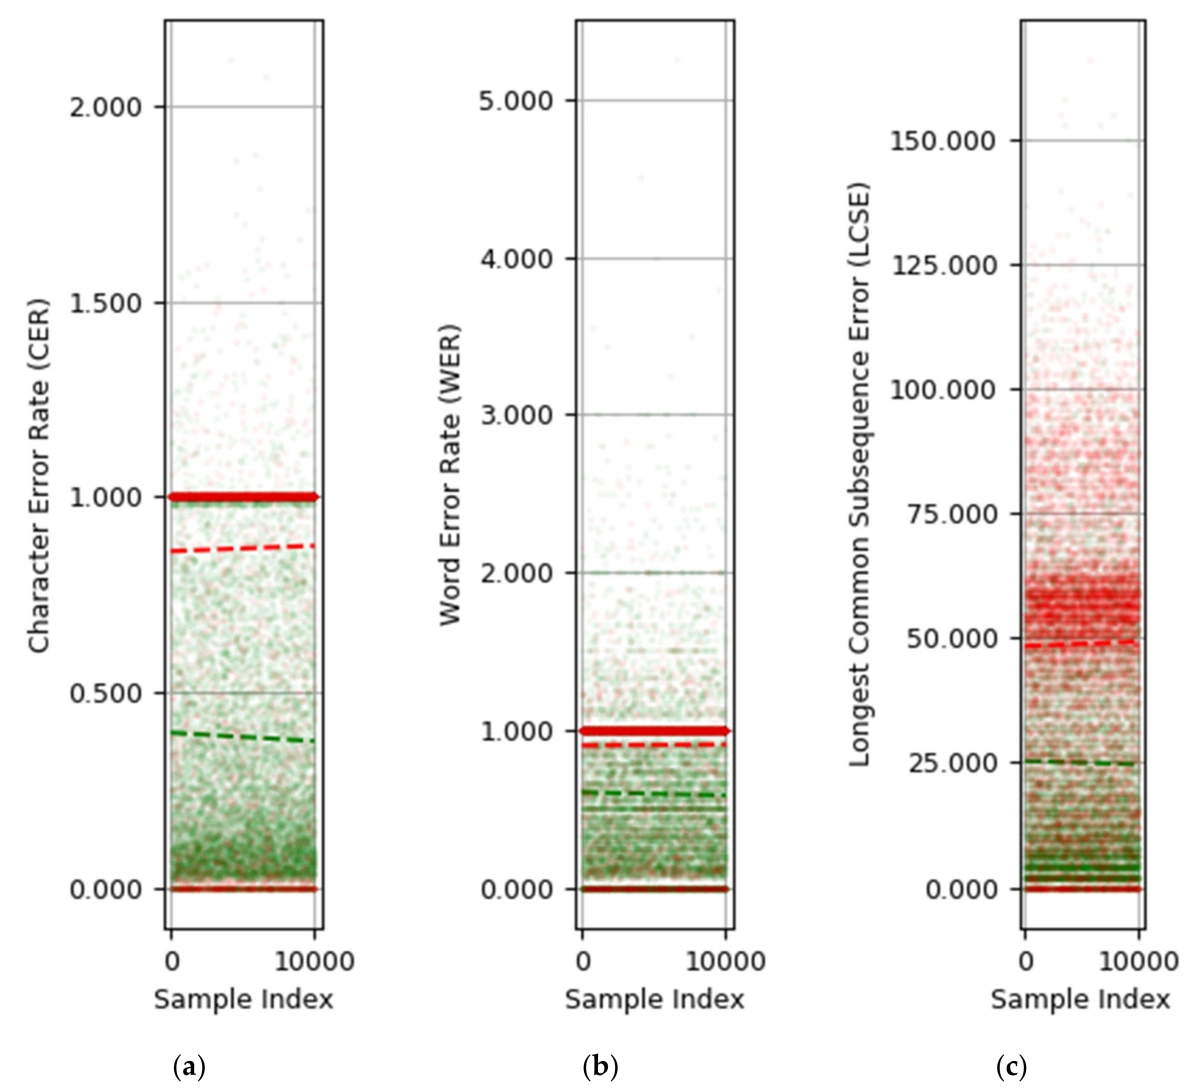 Character Error Rate (CER)
2.000
1.500
1.000
0.500
0.000
0
10000
Sample Index
(a)
Word Error Rate (WER)
5.000
4.000
3.000
2.000
1.000
0.000
0
10000
Sample Index
(b)
Longest Common Subsequence Error (LCSE)
150.000
125.000
100.000
75.000
50.000
25.000
0.000
0
10000
Sample Index
(c)